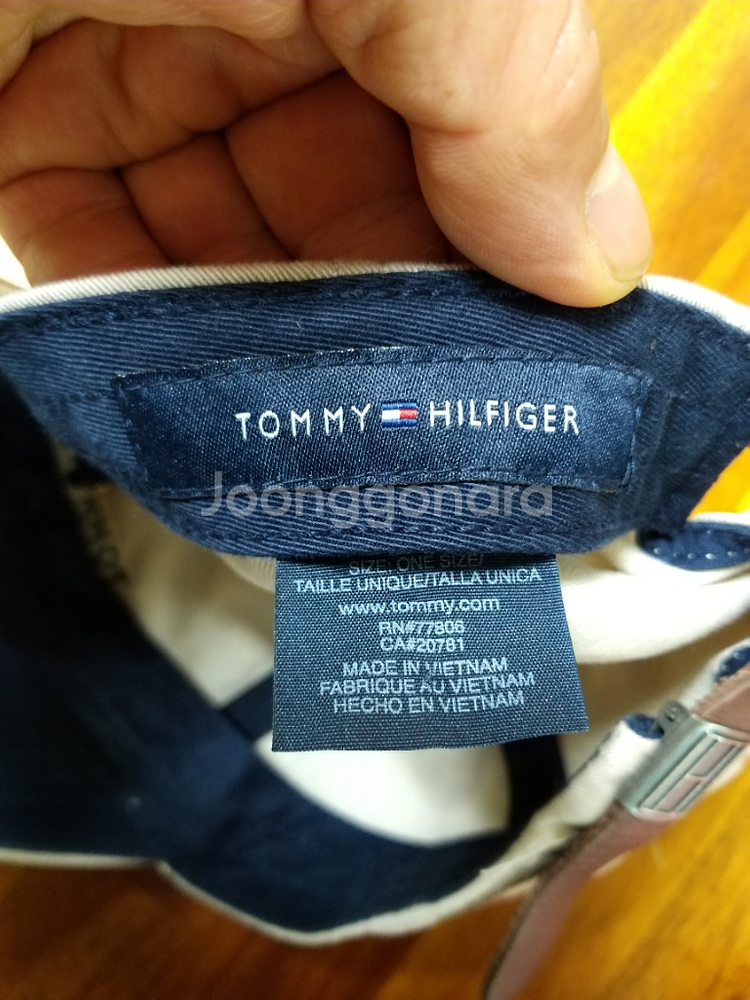 TOMMY HILFIGER
Joonggonara
SIZE: ONE SIZE/
TAILLE UNIQUE/TALLA UNICA
www.tommy.com
RN#77806
CA#20781
MADE IN VIETNAM
FABRIQUE AU VIETNAM
HECHO EN VIETNAM